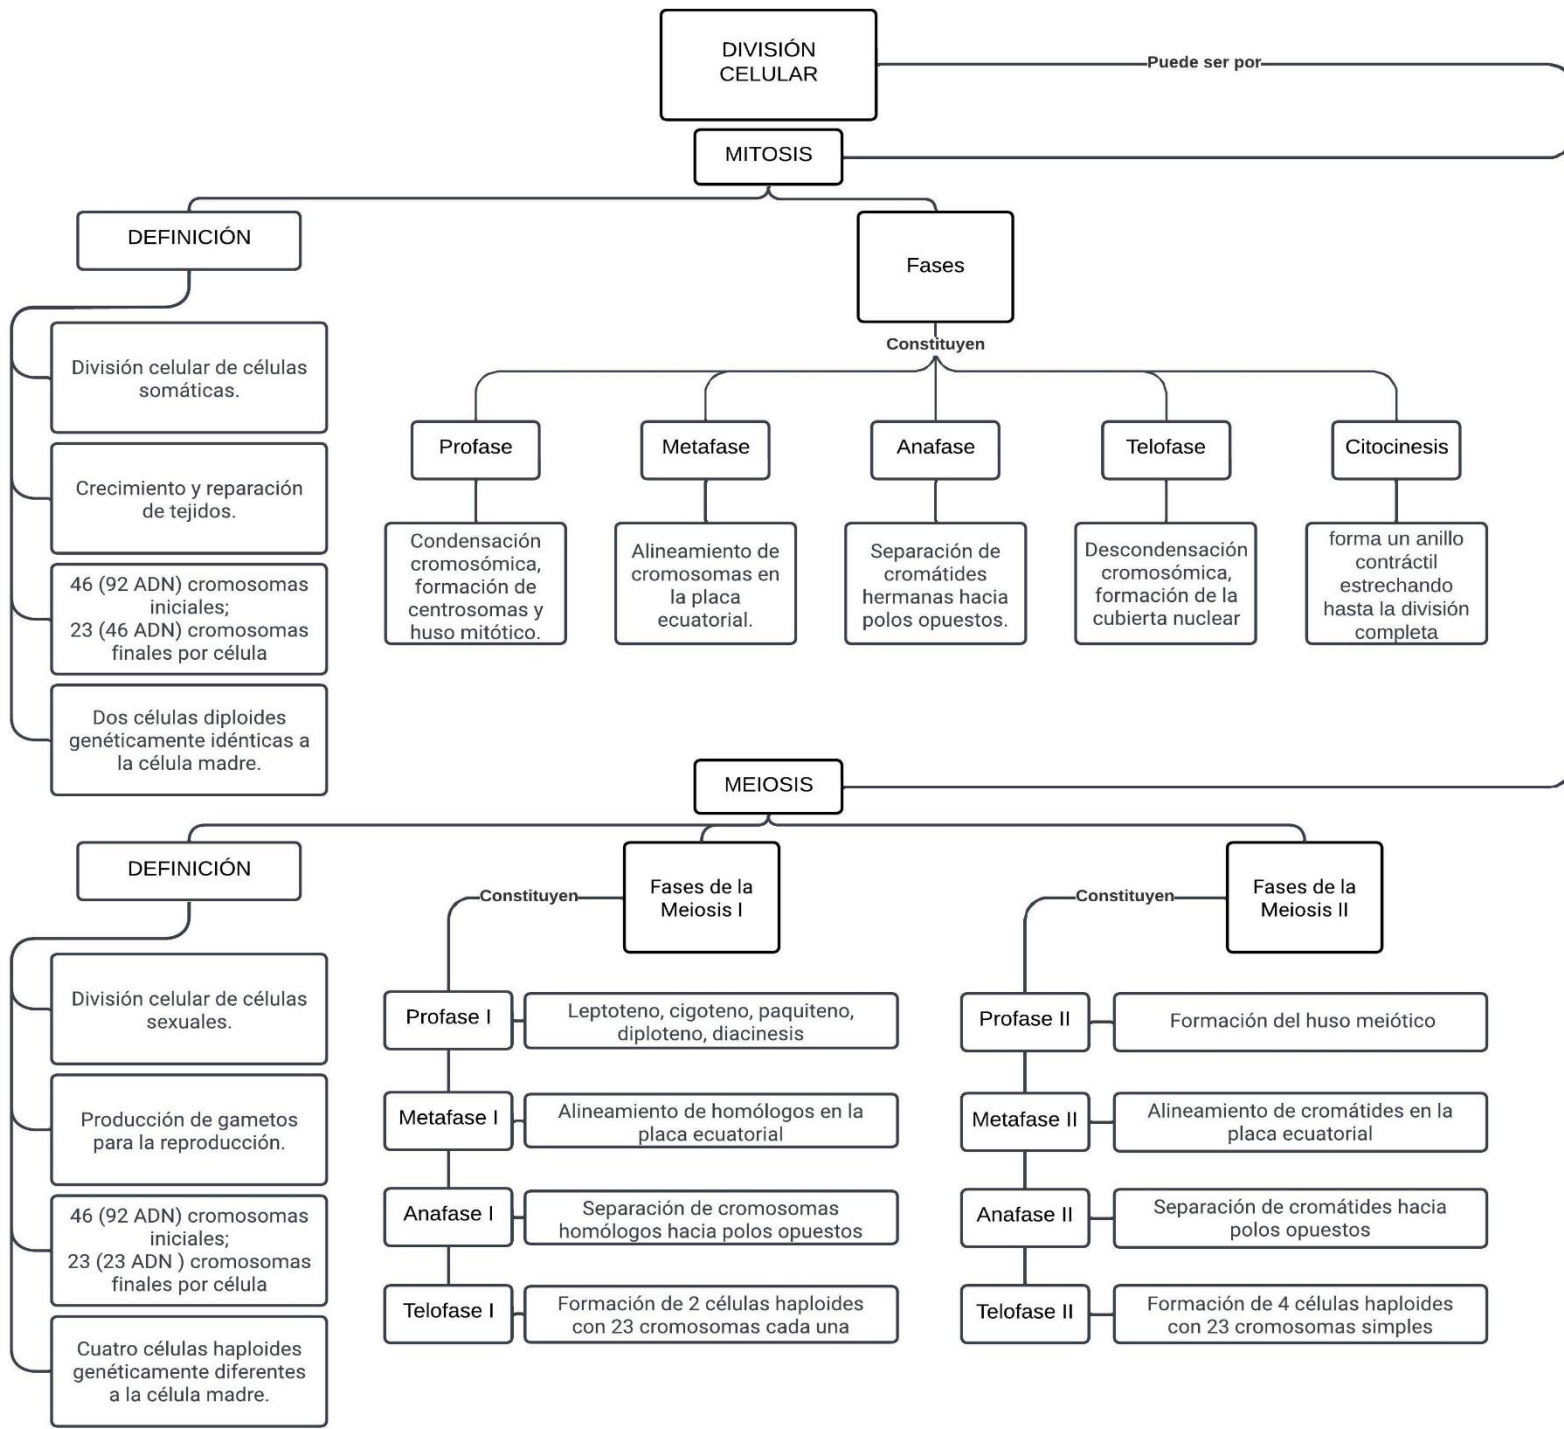 DIVISIÓN
CELULAR
Puede ser por
MITOSIS
DEFINICIÓN
División celular de células
somáticas.
Crecimiento y reparación
de tejidos.
46 (92 ADN) cromosomas
iniciales;
23 (46 ADN) cromosomas
finales por célula
Dos células diploides
genéticamente idénticas a
la célula madre.
Fases
Constituyen
Profase
Condensación
cromosómica,
formación de
centrosomas y
huso mitótico.
Metafase
Alineamiento de
cromosomas en
la placa
ecuatorial.
Anafase
Separación de
cromátides
hermanas hacia
polos opuestos.
Telofase
Descondensación
cromosómica,
formación de la
cubierta nuclear
Citocinesis
forma un anillo
contráctil
estrechando
hasta la división
completa
MEIOSIS
DEFINICIÓN
División celular de células
sexuales.
Producción de gametos
para la reproducción.
46 (92 ADN) cromosomas
iniciales;
23 (23 ADN ) cromosomas
finales por célula
Cuatro células haploides
genéticamente diferentes
a la célula madre.
Fases de la
Meiosis I
Constituyen
Profase I
Leptoteno, cigoteno, paquiteno,
diploteno, diacinesis
Metafase I
Alineamiento de homólogos en la
placa ecuatorial
Anafase I
Separación de cromosomas
homólogos hacia polos opuestos
Telofase I
Formación de 2 células haploides
con 23 cromosomas cada una
Fases de la
Meiosis II
Constituyen
Profase II
Formación del huso meiótico
Metafase II
Alineamiento de cromátides en la
placa ecuatorial
Anafase II
Separación de cromátides hacia
polos opuestos
Telofase II
Formación de 4 células haploides
con 23 cromosomas simples